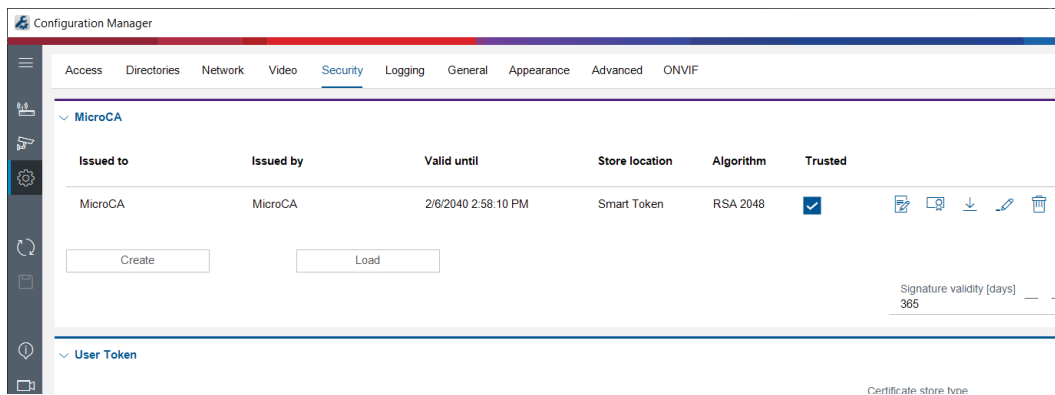 Configuration Manager
Access Directories Network Video Security Logging General Appearance Advanced ONVIF
MicroCA
Issued to Issued by Valid until Store location Algorithm Trusted
MicroCA MicroCA 2/6/2040 2:58:10 PM Smart Token RSA 2048
Create Load
Signature validity [days]
365
User Token
Certificate store type